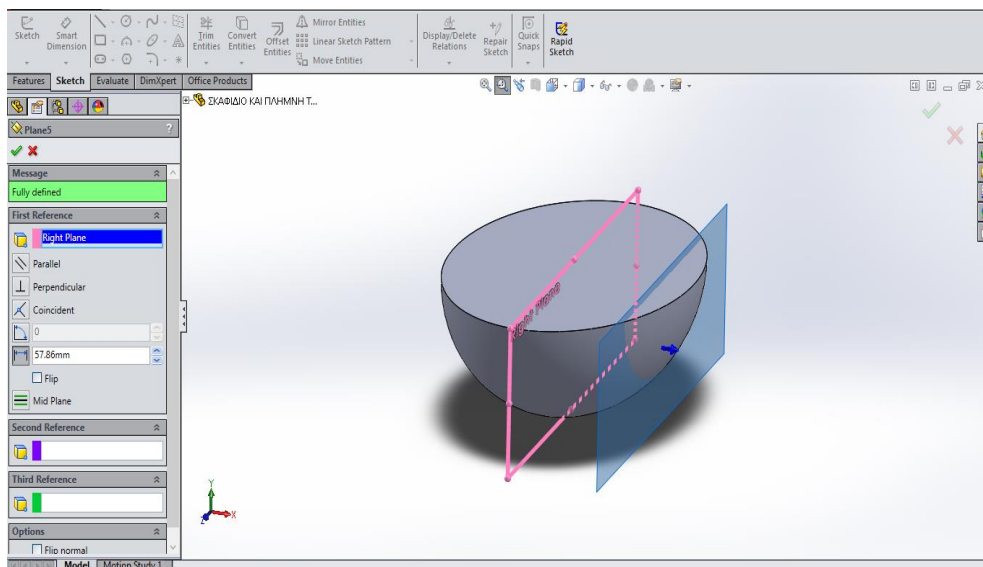 Sketch
Smart Dimension
Trim Entities
Convert Entities
Offset Entities
Mirror Entities
Linear Sketch Pattern
Move Entities
Display/Delete Relations
Repair Sketch
Quick Snaps
Rapid Sketch
Features Sketch Evaluate DimXpert Office Products
ΣΚΑΦΙΔΙΟ ΚΑΙ ΠΛΗΜΝΗ Τ...
Plane5 ?
Message
Fully defined
First Reference
Right Plane
Parallel
Perpendicular
Coincident
0
57.86mm
Flip
Mid Plane
Second Reference
Third Reference
Options
Flip normal
Right Plane
Y
X
Z
Model Motion Study 1